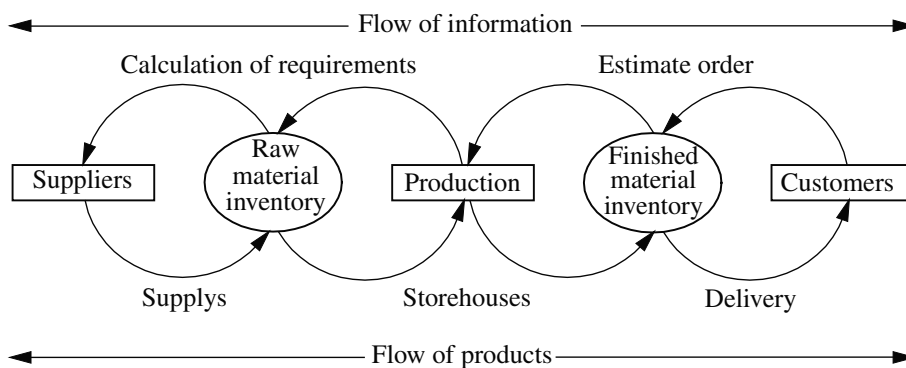 Flow of information
Calculation of requirements
Estimate order
Suppliers
Raw
material
inventory
Production
Finished
material
inventory
Customers
Supplys
Storehouses
Delivery
Flow of products